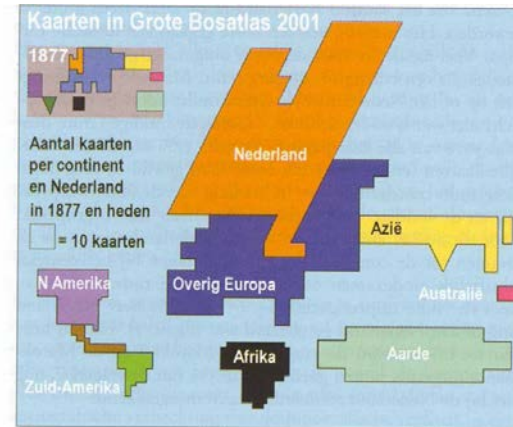 Kaarten in Grote Bosatlas 2001
1877
Aantal kaarten
per continent
en Nederland
in 1877 en heden
= 10 kaarten
Nederland
Azië
N Amerika
Overig Europa
Australië
Zuid-Amerika
Afrika
Aarde